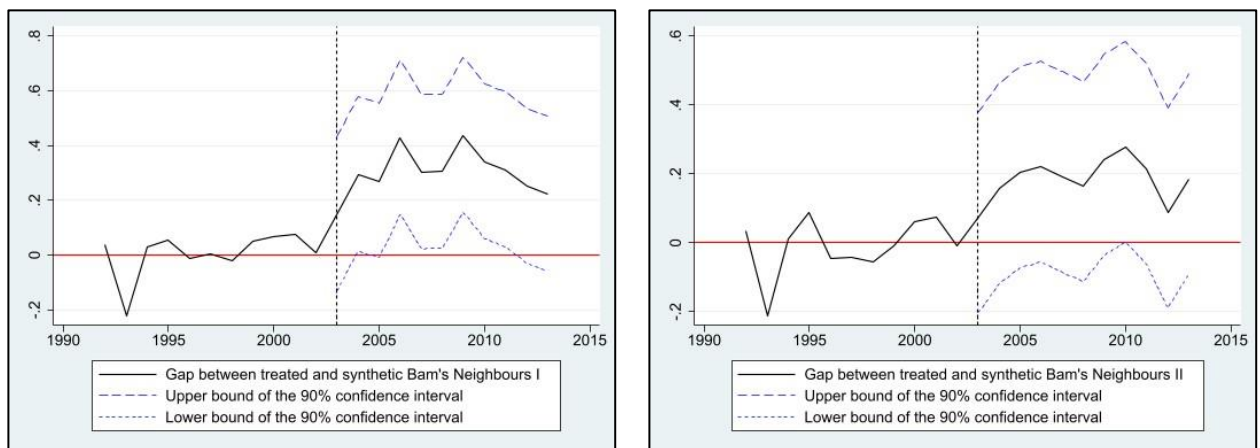 .8
.6
.4
.2
0
-.2
1990 1995 2000 2005 2010 2015
Gap between treated and synthetic Bam's Neighbours I
Upper bound of the 90% confidence interval
Lower bound of the 90% confidence interval
.6
.4
.2
0
-.2
1990 1995 2000 2005 2010 2015
Gap between treated and synthetic Bam's Neighbours II
Upper bound of the 90% confidence interval
Lower bound of the 90% confidence interval